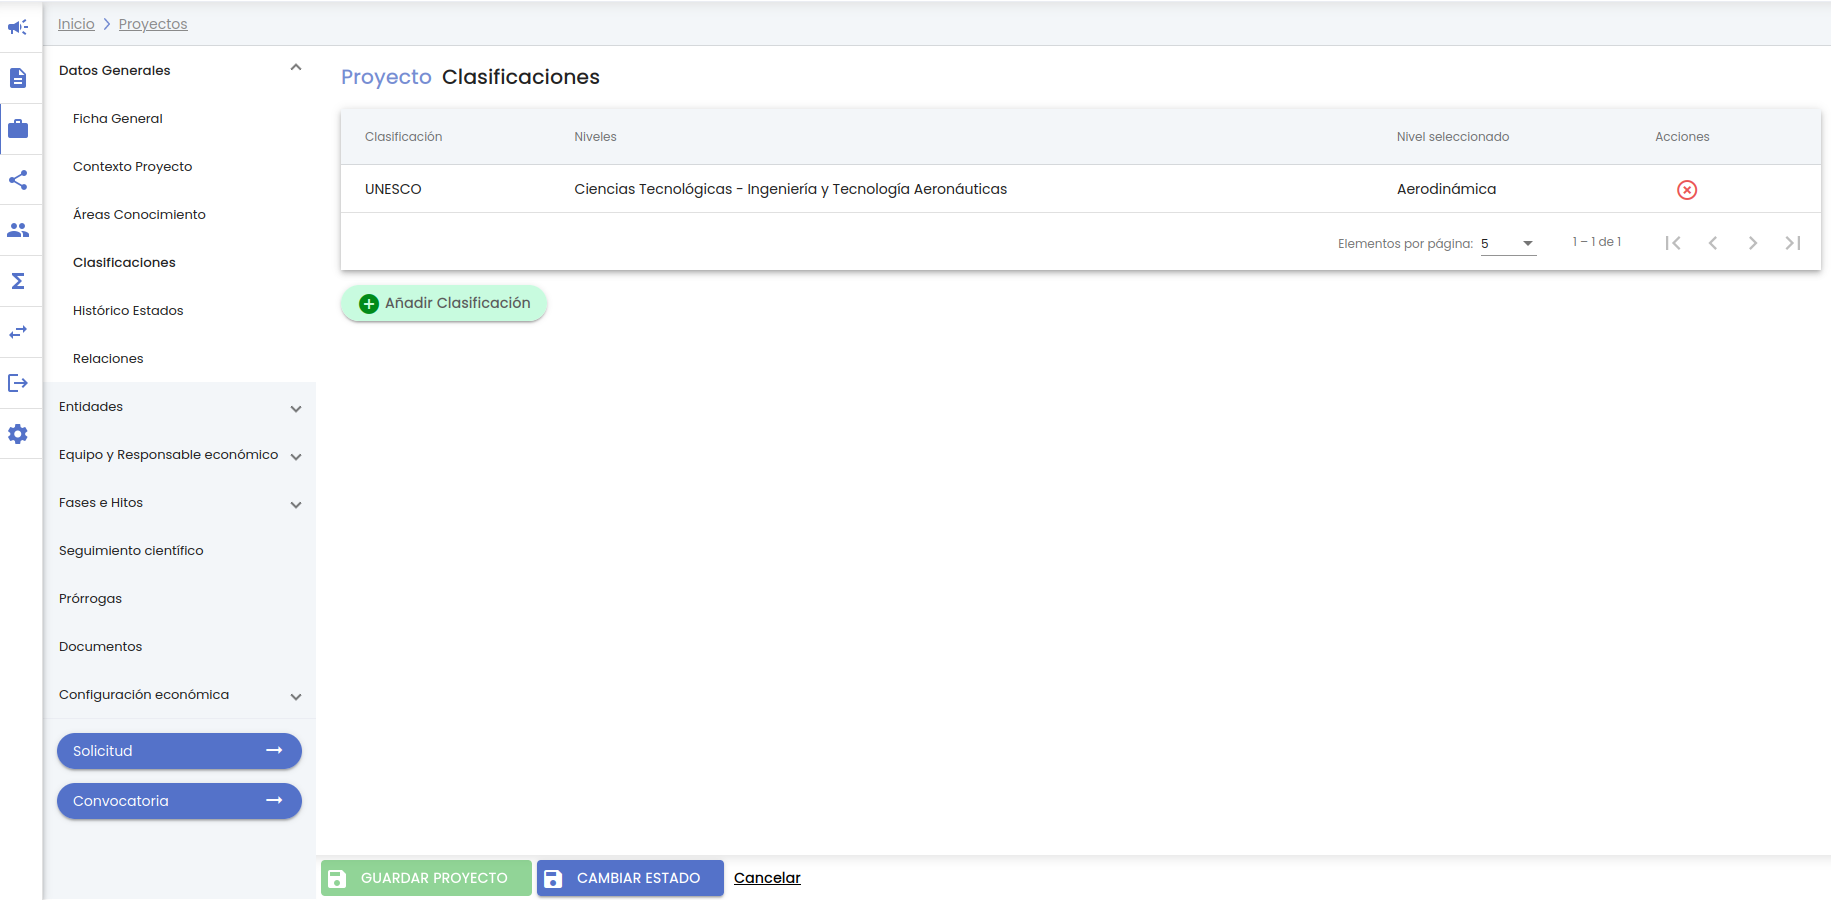 Inicio > Proyectos
Datos Generales
Ficha General
Contexto Proyecto
Áreas Conocimiento
Clasificaciones
Histórico Estados
Relaciones
Entidades
Equipo y Responsable económico
Fases e Hitos
Seguimiento científico
Prórrogas
Documentos
Configuración económica
Solicitud
Convocatoria
Proyecto Clasificaciones
Clasificación Niveles Nivel seleccionado Acciones
UNESCO Ciencias Tecnológicas - Ingeniería y Tecnología Aeronáuticas Aerodinámica
Elementos por página: 5 1 – 1 de 1
Añadir Clasificación
GUARDAR PROYECTO CAMBIAR ESTADO Cancelar